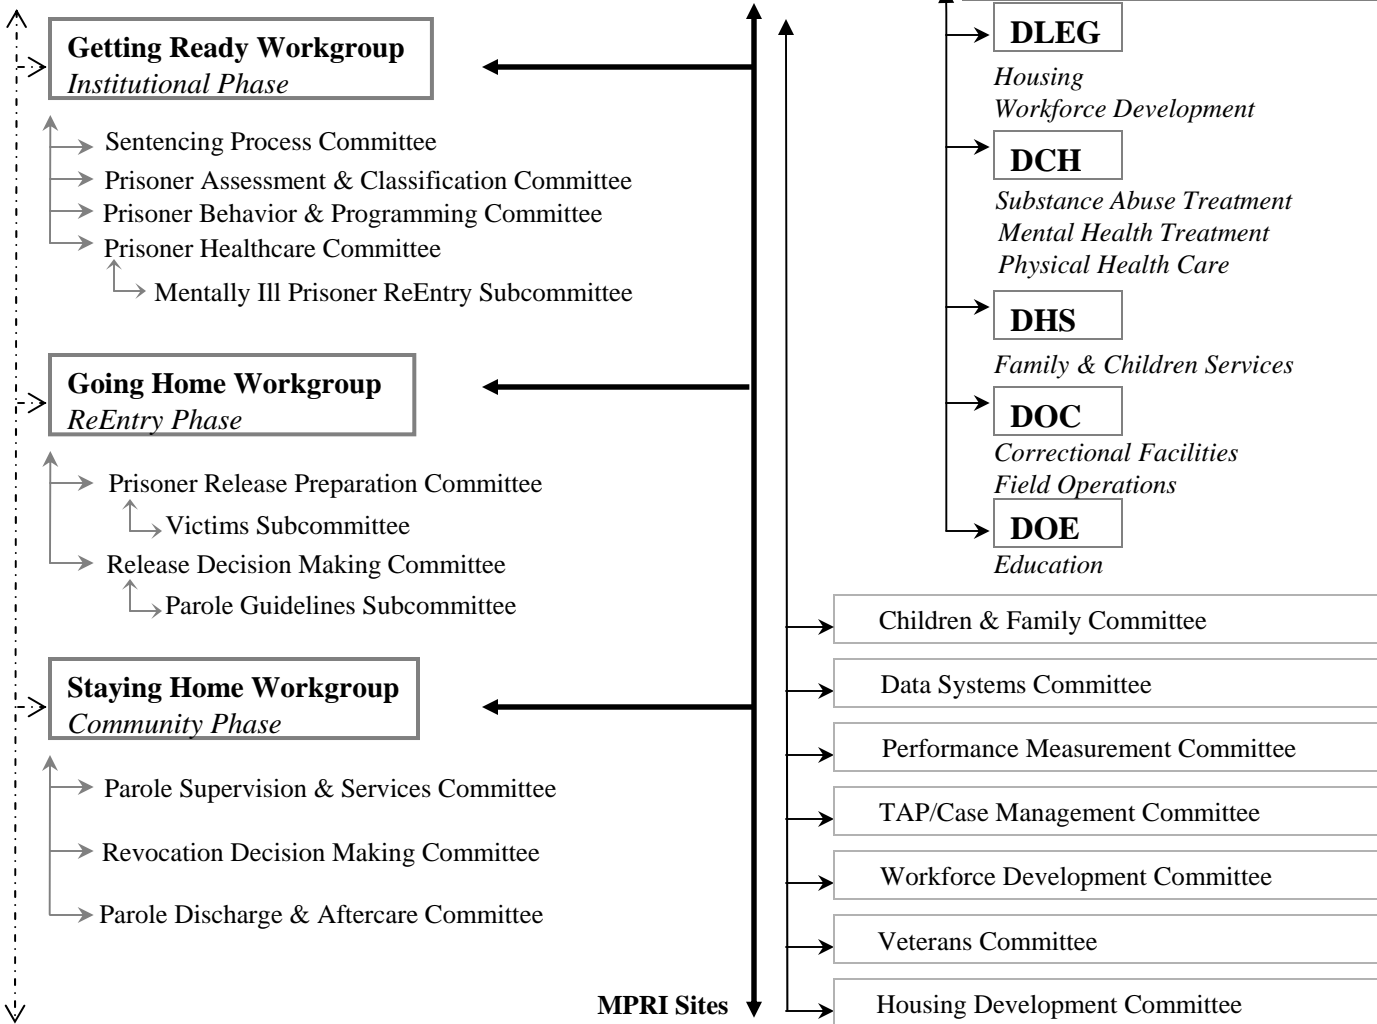 Getting Ready Workgroup
Institutional Phase
Sentencing Process Committee
Prisoner Assessment & Classification Committee
Prisoner Behavior & Programming Committee
Prisoner Healthcare Committee
Mentally Ill Prisoner ReEntry Subcommittee
Going Home Workgroup
ReEntry Phase
Prisoner Release Preparation Committee
Victims Subcommittee
Release Decision Making Committee
Parole Guidelines Subcommittee
Staying Home Workgroup
Community Phase
Parole Supervision & Services Committee
Revocation Decision Making Committee
Parole Discharge & Aftercare Committee
MPRI Sites
DLEG
Housing
Workforce Development
DCH
Substance Abuse Treatment
Mental Health Treatment
Physical Health Care
DHS
Family & Children Services
DOC
Correctional Facilities
Field Operations
DOE
Education
Children & Family Committee
Data Systems Committee
Performance Measurement Committee
TAP/Case Management Committee
Workforce Development Committee
Veterans Committee
Housing Development Committee